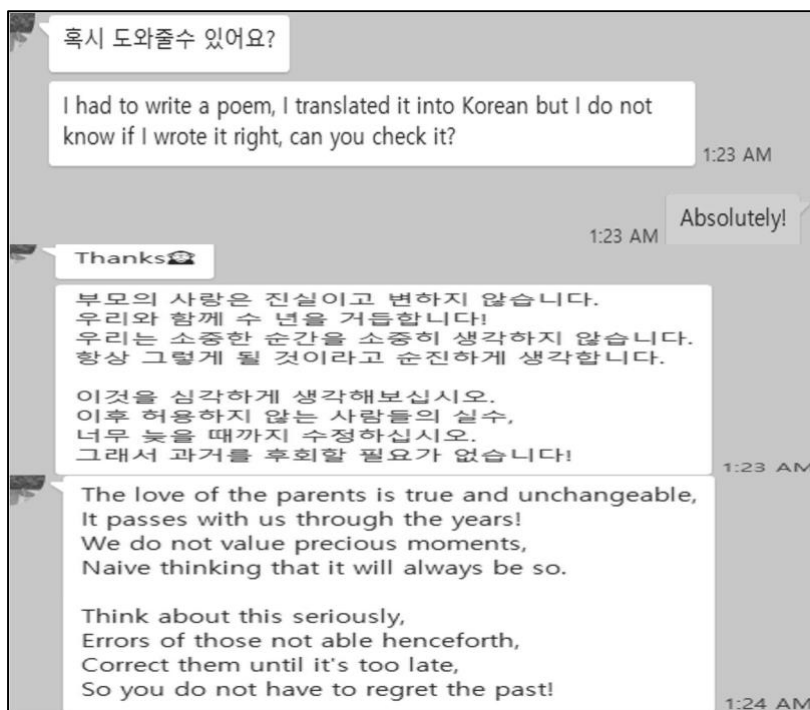 혹시 도와줄수 있어요?
I had to write a poem, I translated it into Korean but I do not
know if I wrote it right, can you check it?
1:23 AM
Absolutely!
1:23 AM
Thanks
부모의 사랑은 진실이고 변하지 않습니다.
우리와 함께 수 년을 거듭합니다!
우리는 소중한 순간을 소중히 생각하지 않습니다.
항상 그렇게 될 것이라고 순진하게 생각합니다.
이것을 심각하게 생각해보십시오.
이후 허용하지 않는 사람들의 실수,
너무 늦을 때까지 수정하십시오.
그래서 과거를 후회할 필요가 없습니다!
1:23 AM
The love of the parents is true and unchangeable,
It passes with us through the years!
We do not value precious moments,
Naive thinking that it will always be so.
Think about this seriously,
Errors of those not able henceforth,
Correct them until it's too late,
So you do not have to regret the past!
1:24 AM